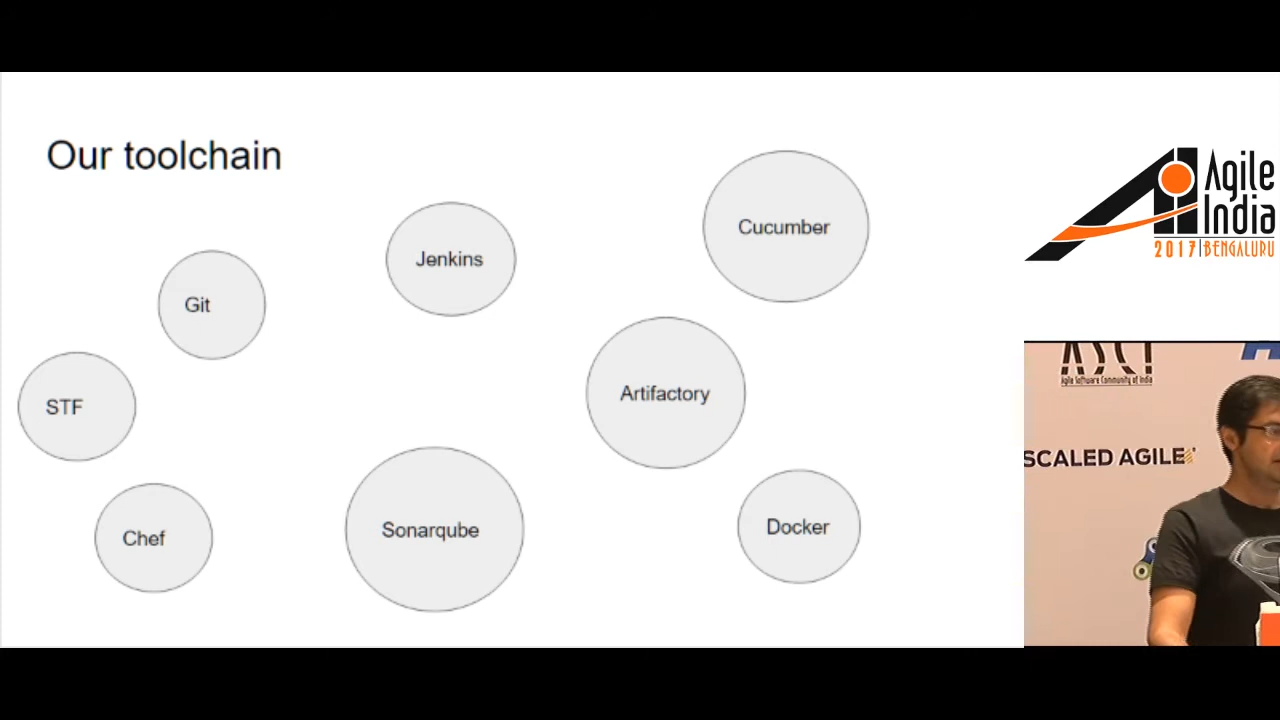 Our toolchain
Cucumber
Jenkins
Git
Artifactory
STF
Sonarqube
Docker
Chef
Agile
India
2017 | BENGALURU
ASCI
Agile Software Community of India
SCALED AGILE